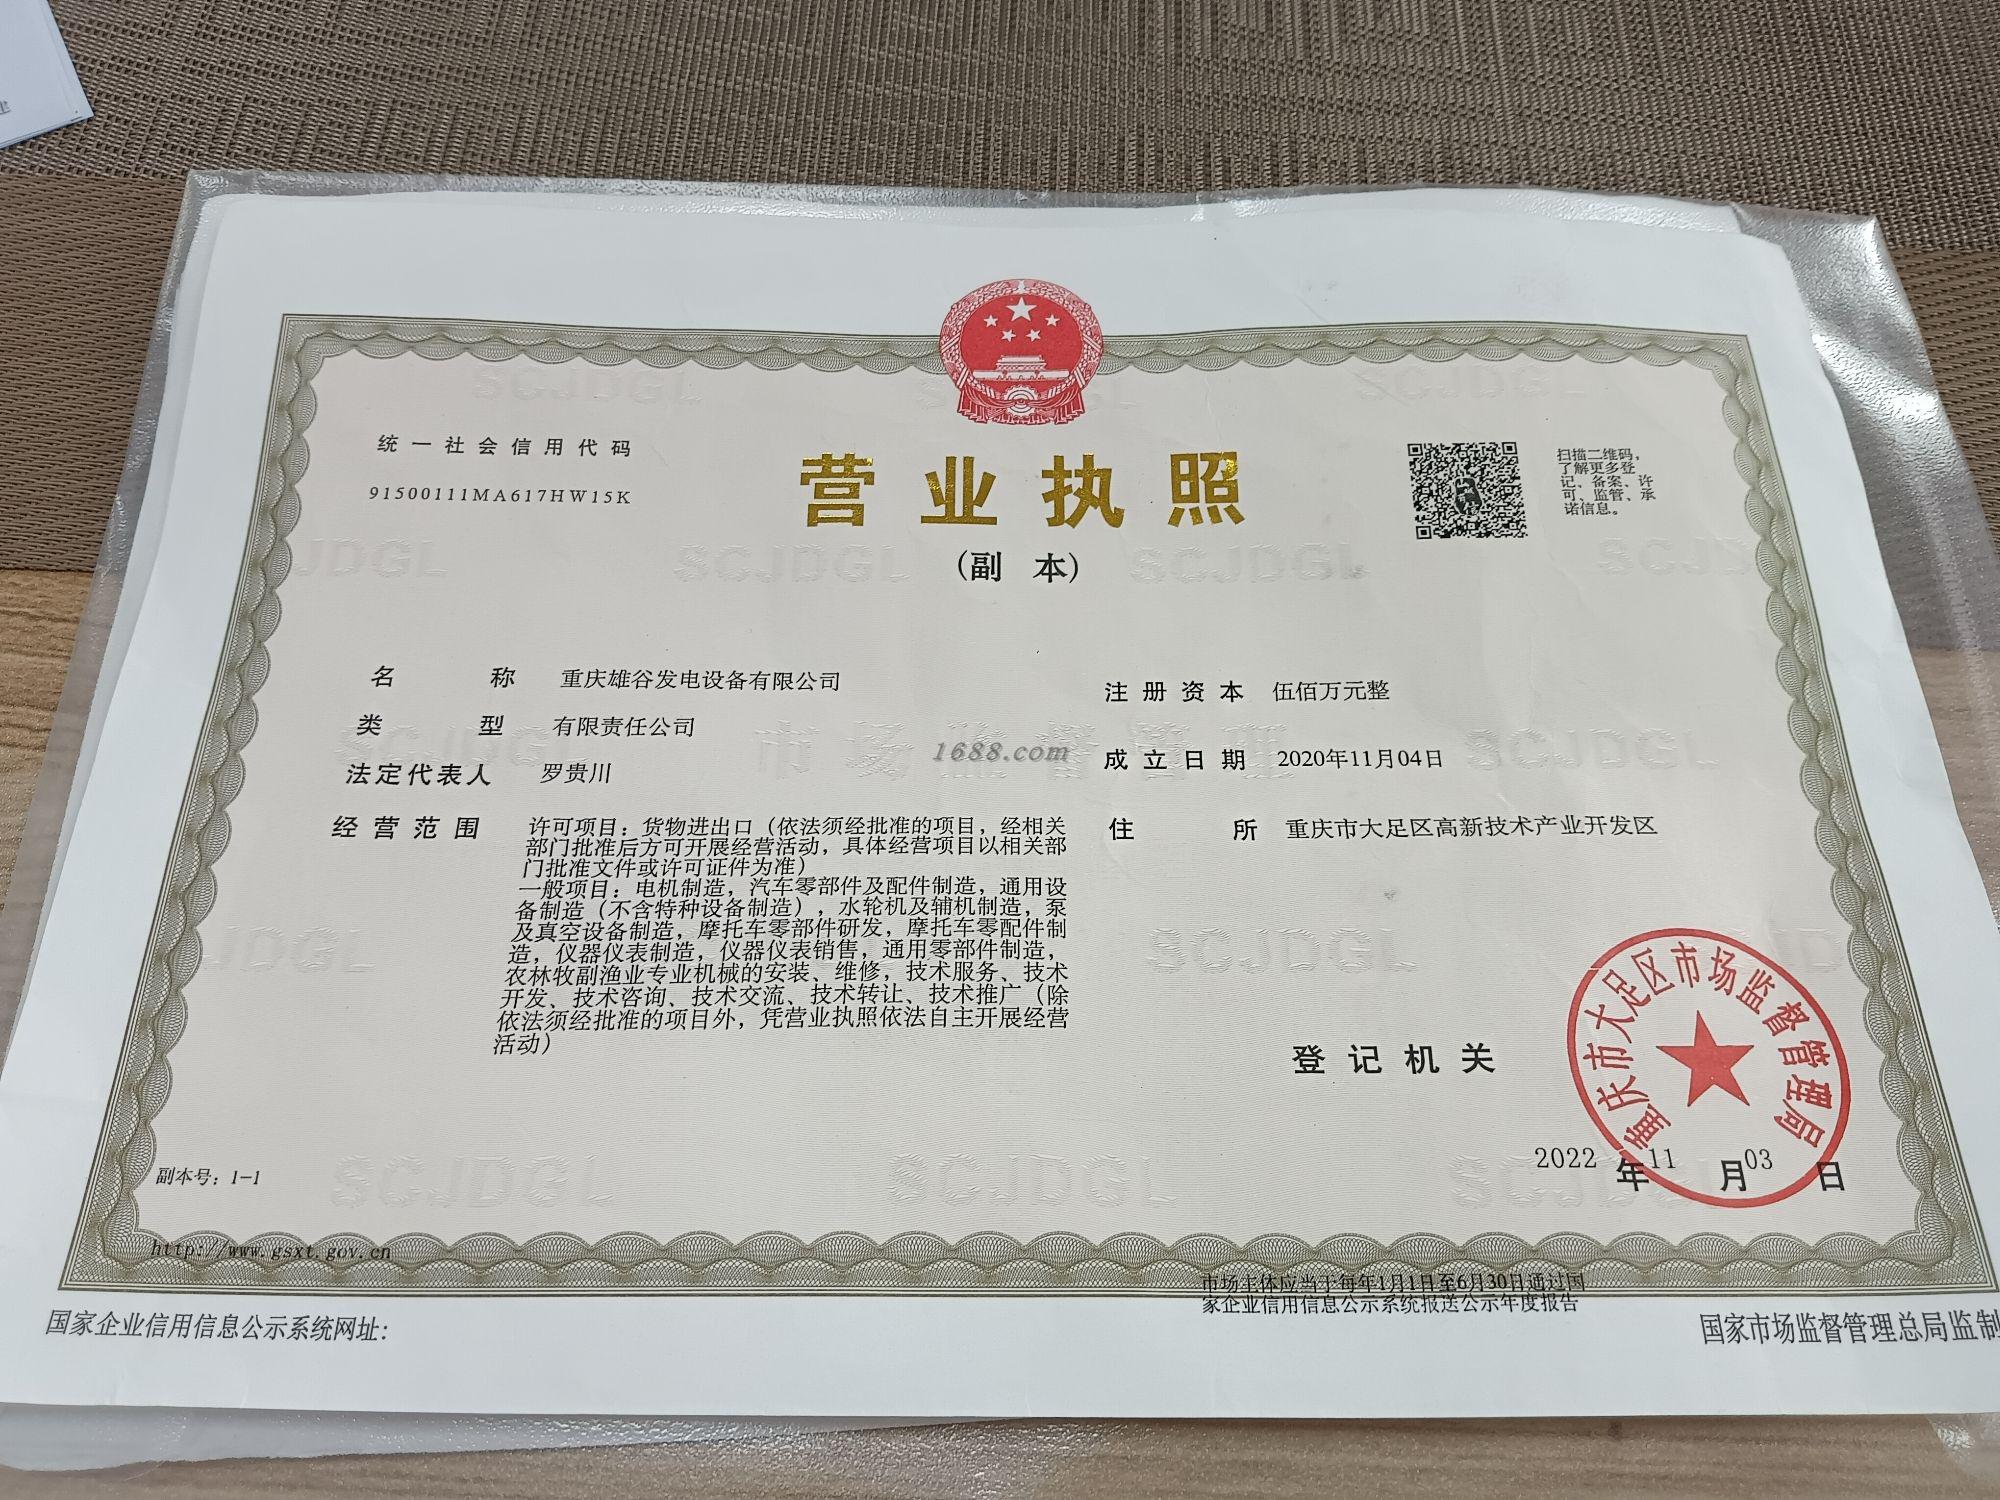 统一社会信用代码
91500111MA617HW15K
营业执照
(副 本)
扫描二维码，
了解更多登
记、备案、许
可、监管、承
诺信息。
名 称 重庆雄谷发电设备有限公司
类 型 有限责任公司
法定代表人 罗贵川
经营范围 许可项目：货物进出口（依法须经批准的项目，经相关
部门批准后方可开展经营活动，具体经营项目以相关部
门批准文件或许可证件为准）
一般项目：电机制造，汽车零部件及配件制造，通用设
备制造（不含特种设备制造），水轮机及辅机制造，泵
及真空设备制造，摩托车零部件研发，摩托车零配件制
造，仪器仪表制造，仪器仪表销售，通用零部件制造，
农林牧副渔业专业机械的安装、维修，技术服务、技术
开发、技术咨询、技术交流、技术转让、技术推广（除
依法须经批准的项目外，凭营业执照依法自主开展经营
活动）
注册资本 伍佰万元整
成立日期 2020年11月04日
住 所 重庆市大足区高新技术产业开发区
1688.com
登记机关
重庆市大足区市场监督管理局
2022年11月03日
副本号：1-1
http://www.gsxt.gov.cn
国家企业信用信息公示系统网址：
市场主体应当于每年1月1日至6月30日通过国
家企业信用信息公示系统报送公示年度报告
国家市场监督管理总局监制